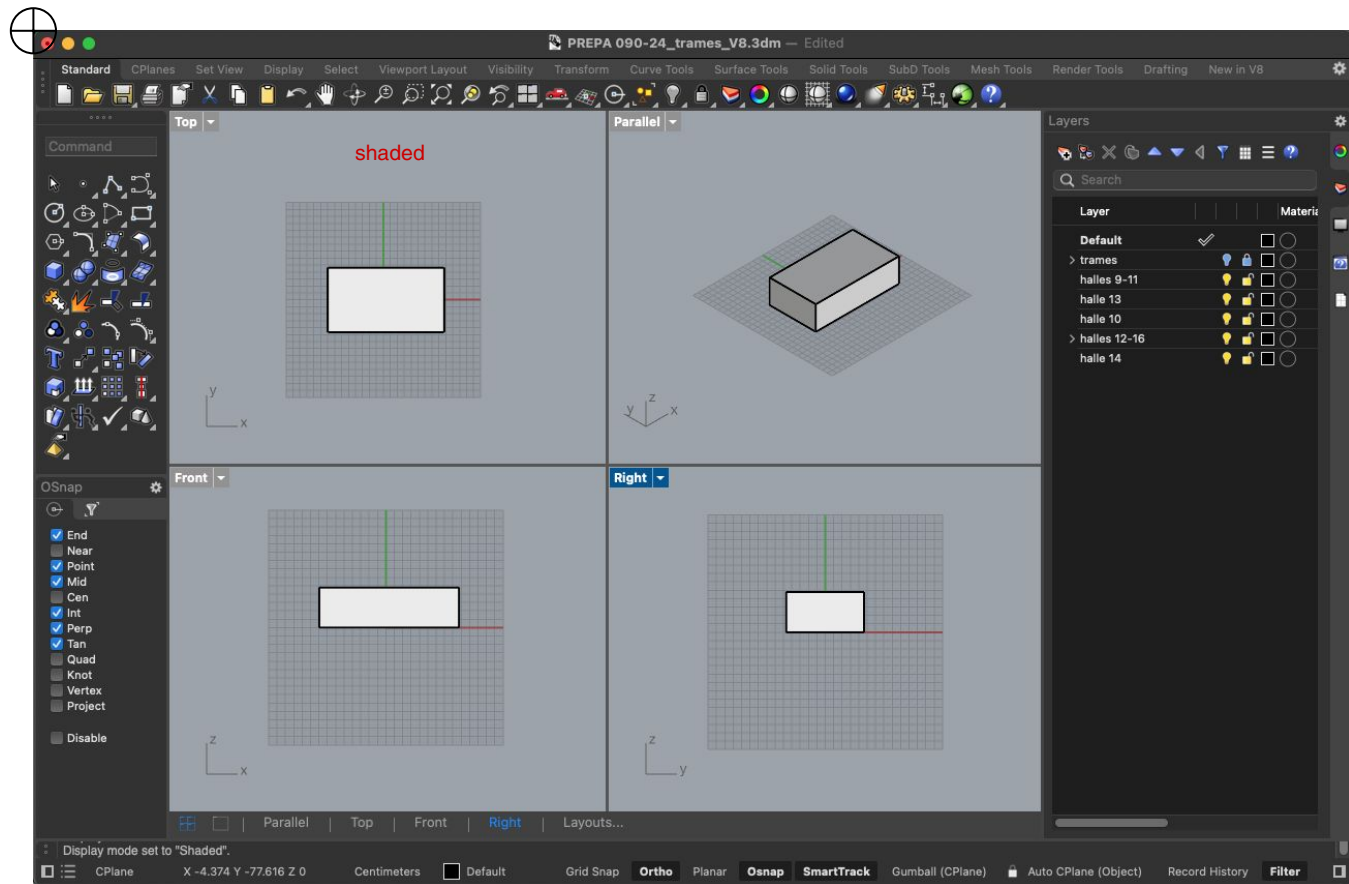 PREPA 090-24_trames_V8.3dm — Edited
Standard CPlanes Set View Display Select Viewport Layout Visibility Transform Curve Tools Surface Tools Solid Tools SubD Tools Mesh Tools Render Tools Drafting New in V8
Command
Top
shaded
y
x
Parallel
z
y x
Front
z
x
Right
z
y
Layers
Search
Layer Materia
Default
trames
halles 9-11
halle 13
halle 10
halles 12-16
halle 14
OSnap
End
Near
Point
Mid
Cen
Int
Perp
Tan
Quad
Knot
Vertex
Project
Disable
Parallel | Top | Front | Right | Layouts...
Display mode set to "Shaded".
CPlane X -4.374 Y -77.616 Z 0 Centimeters Default Grid Snap Ortho Planar Osnap SmartTrack Gumball (CPlane) Auto CPlane (Object) Record History Filter